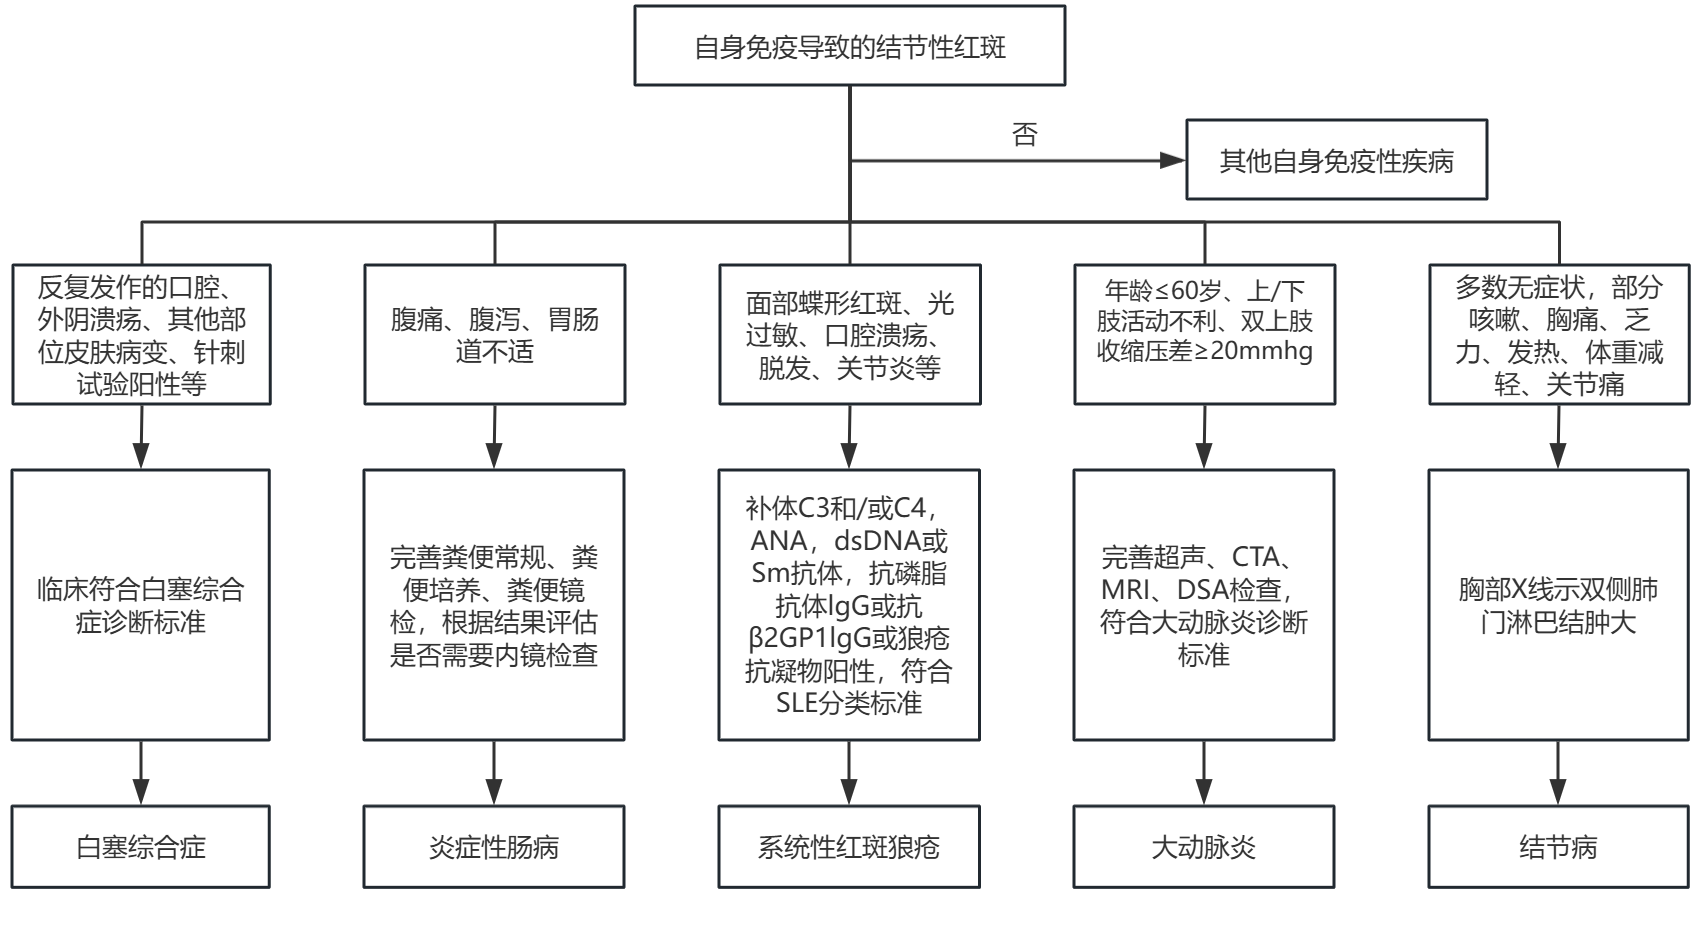 自身免疫导致的结节性红斑
否
其他自身免疫性疾病
反复发作的口腔、
外阴溃疡、其他部
位皮肤病变、针刺
试验阳性等
腹痛、腹泻、胃肠
道不适
面部蝶形红斑、光
过敏、口腔溃疡、
脱发、关节炎等
年龄≤60岁、上/下
肢活动不利、双上肢
收缩压差≥20mmhg
多数无症状，部分
咳嗽、胸痛、乏
力、发热、体重减
轻、关节痛
临床符合白塞综合
症诊断标准
完善粪便常规、粪
便培养、粪便镜
检，根据结果评估
是否需要内镜检查
补体C3和/或C4，
ANA，dsDNA或
Sm抗体，抗磷脂
抗体lgG或抗
β2GP1lgG或狼疮
抗凝物阳性，符合
SLE分类标准
完善超声、CTA、
MRI、DSA检查，
符合大动脉炎诊断
标准
胸部X线示双侧肺
门淋巴结肿大
白塞综合症
炎症性肠病
系统性红斑狼疮
大动脉炎
结节病